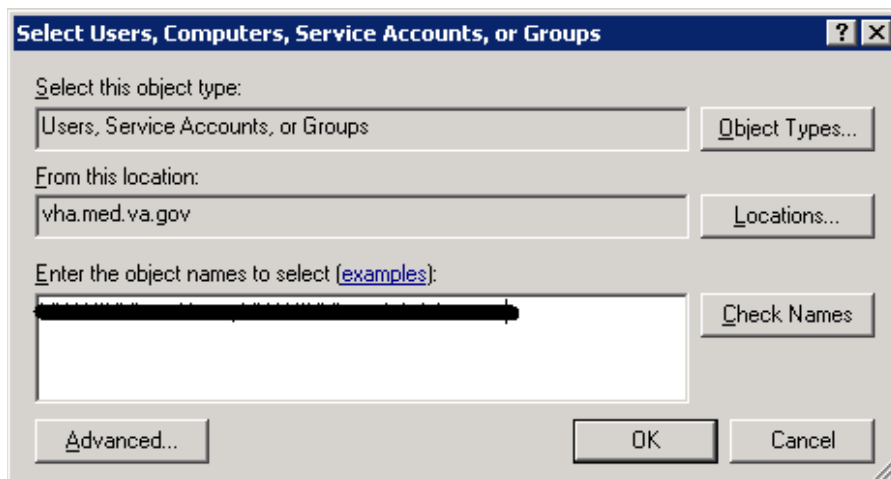 Select Users, Computers, Service Accounts, or Groups
Select this object type:
Users, Service Accounts, or Groups
Object Types...
From this location:
vha.med.va.gov
Locations...
Enter the object names to select (examples):
Check Names
Advanced...
OK
Cancel